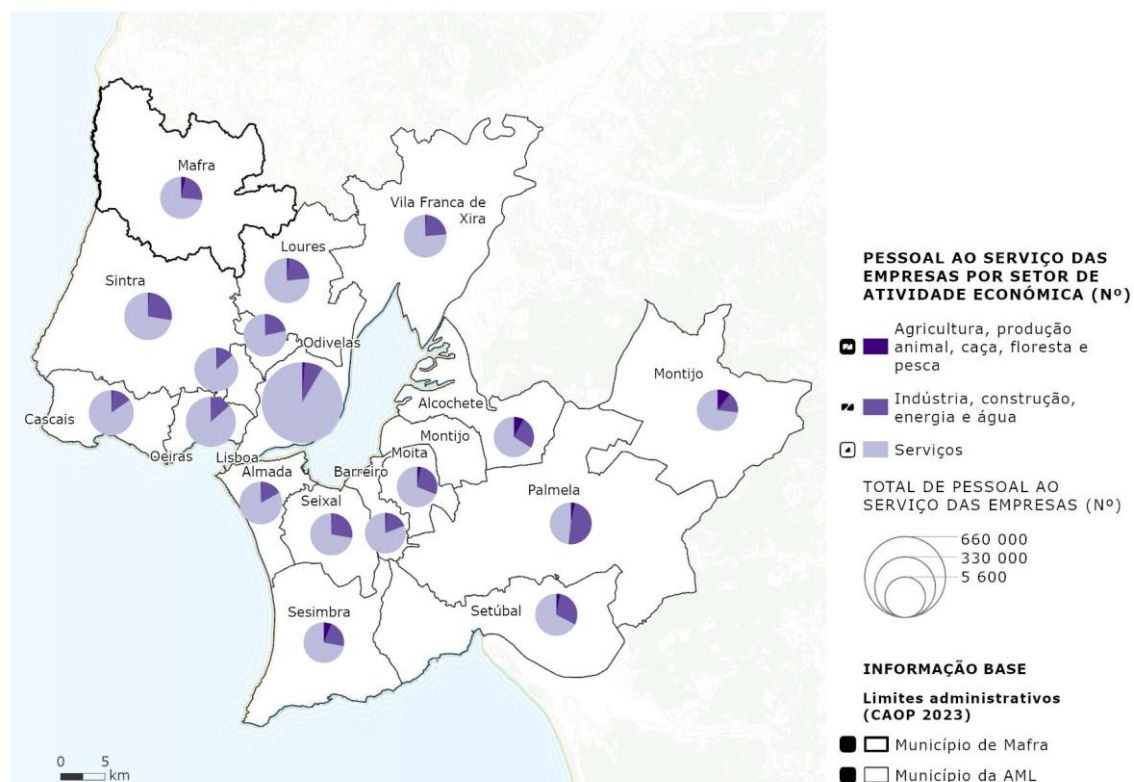 Mafra
Vila Franca de
Xira
Loures
Sintra
Odivelas
Montijo
Alcochete
Cascais
Montijo
Oeiras
Lisboa
Moita
Almada
Barreiro
Seixal
Palmela
Sesimbra
Setúbal
0 5
km
PESSOAL AO SERVIÇO DAS
EMPRESAS POR SETOR DE
ATIVIDADE ECONÓMICA (Nº)
Agricultura, produção
animal, caça, floresta e
pesca
Indústria, construção,
energia e água
Serviços
TOTAL DE PESSOAL AO
SERVIÇO DAS EMPRESAS (Nº)
660 000
330 000
5 600
INFORMAÇÃO BASE
Limites administrativos
(CAOP 2023)
Município de Mafra
Município da AML